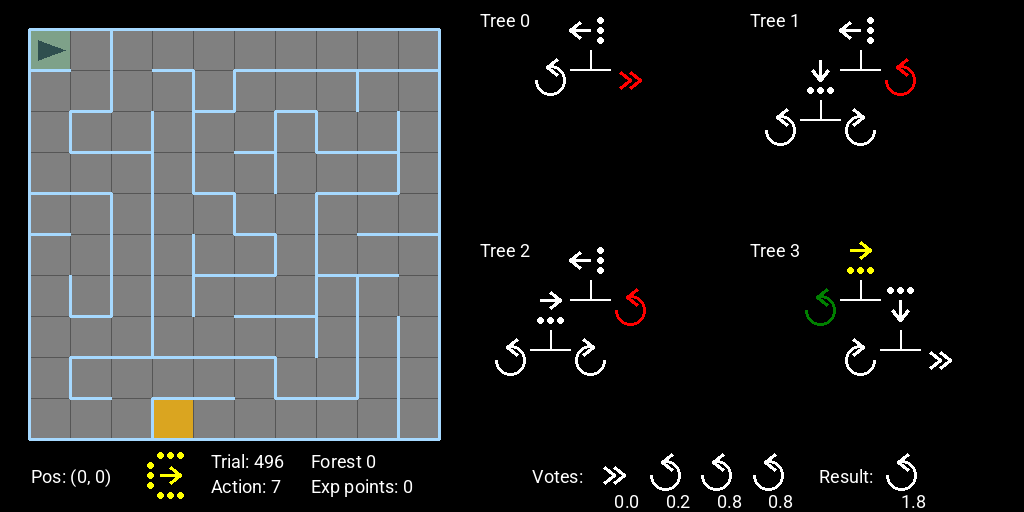 Tree 0
Tree 1
Tree 2
Tree 3
Pos: (0, 0)
Trial: 496
Forest 0
Action: 7
Exp points: 0
Votes:
Result:
0.0
0.2
0.8
0.8
1.8